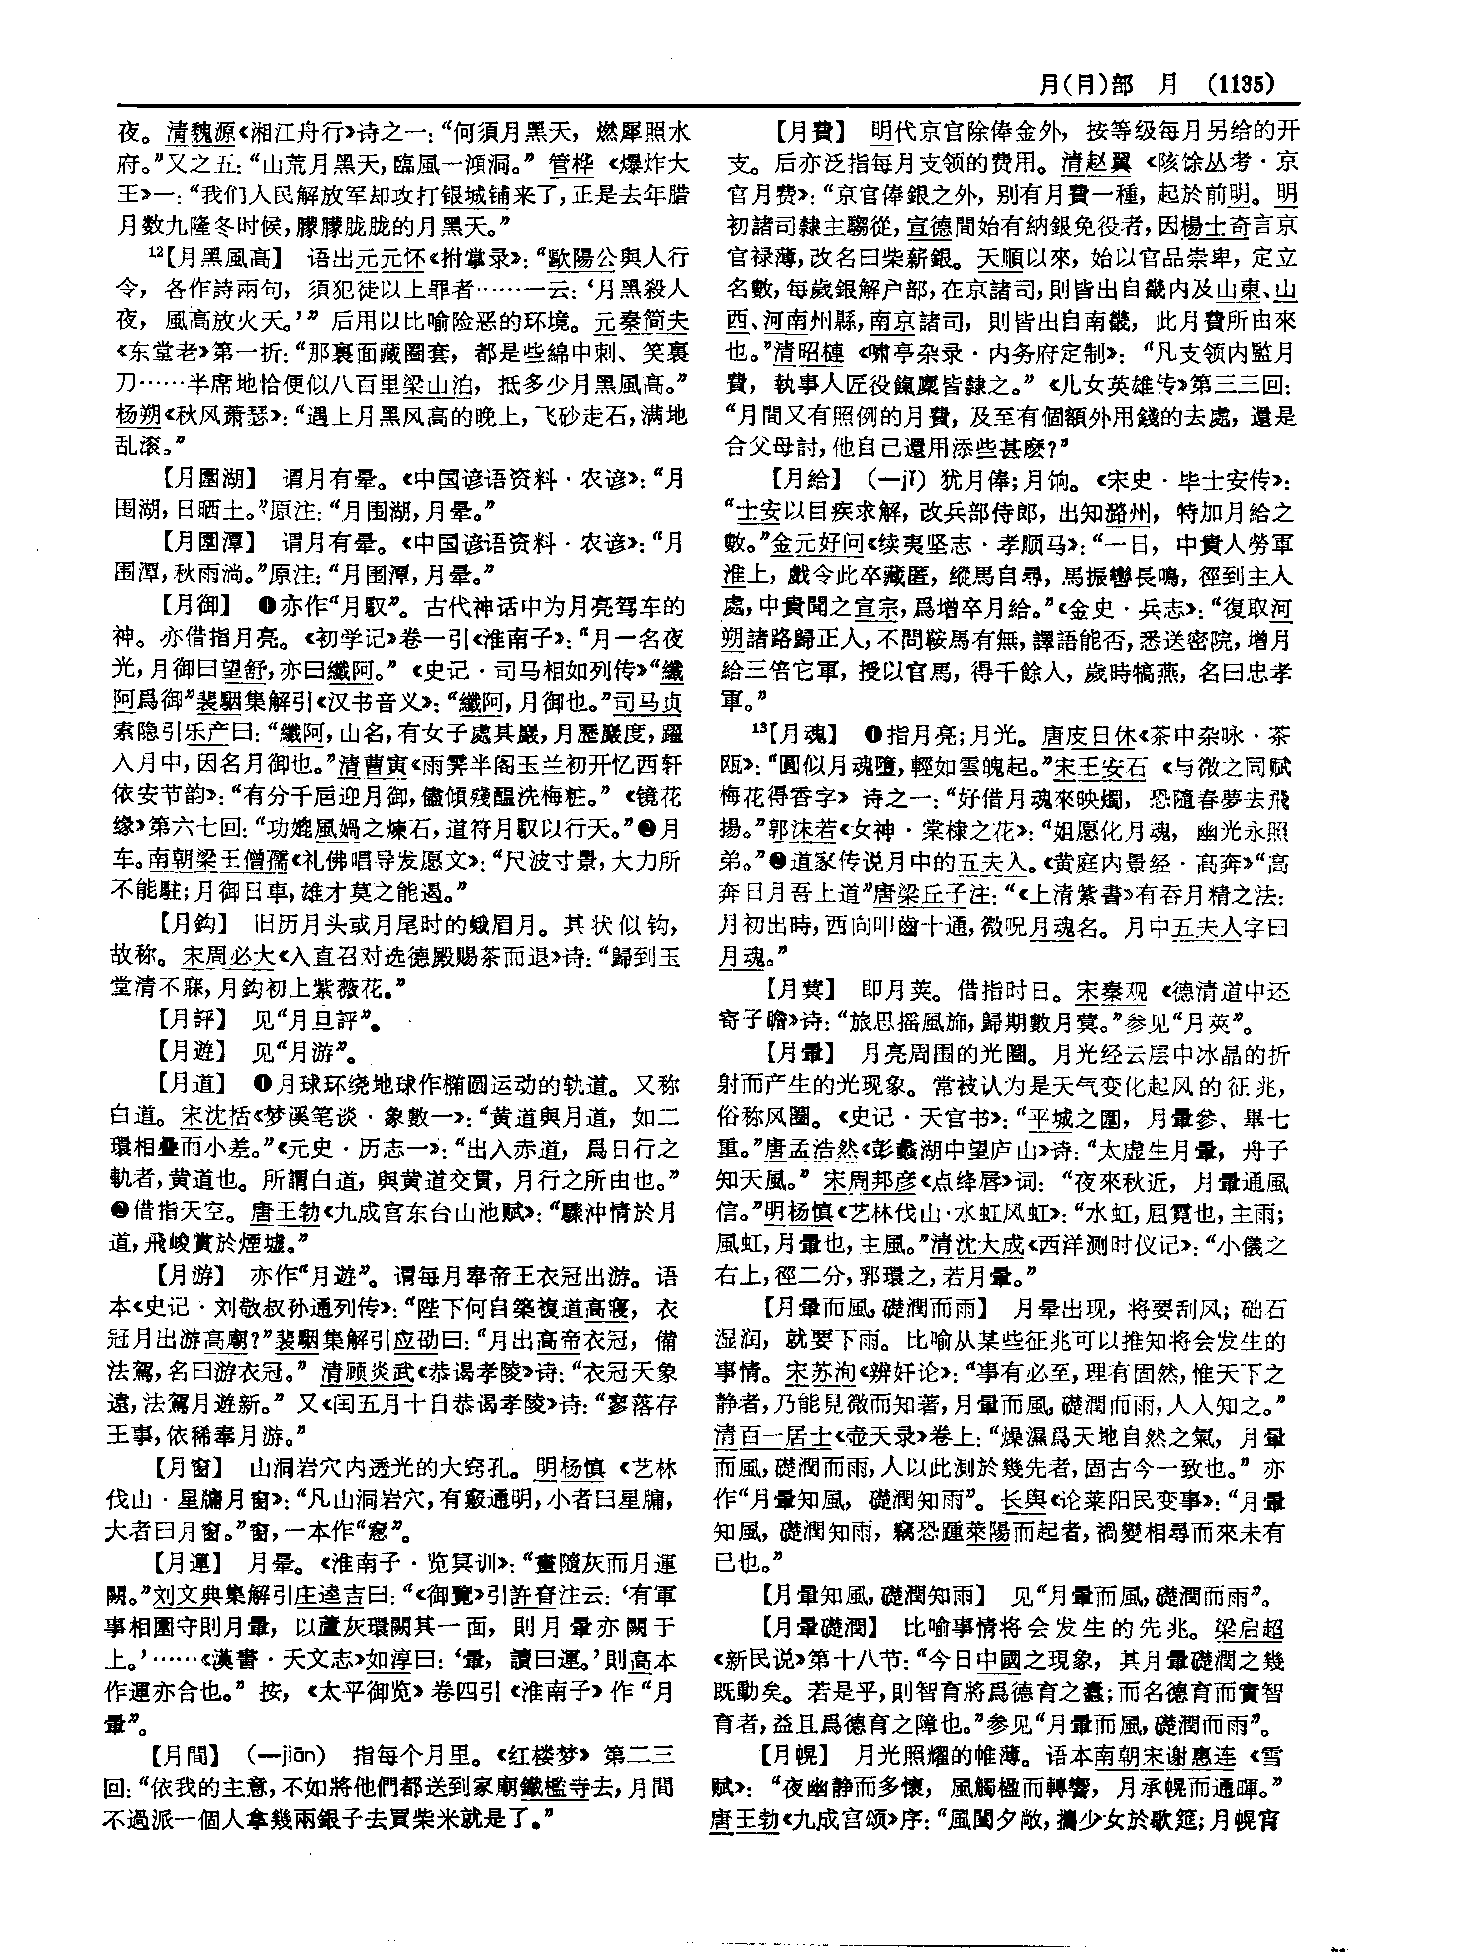 月(月)部 月 (1135)
夜。清魏源《湘江舟行》诗之一：“何須月黑天，燃犀照水
府。”又之五：“山荒月黑天，臨風一澒洞。”管桦《爆炸大
王》一：“我们人民解放军却攻打银城铺来了，正是去年腊
月数九隆冬时候，朦朦胧胧的月黑天。”
12【月黑風高】 语出元元怀《拊掌录》：“歐陽公與人行
令，各作詩兩句，須犯徒以上罪者……一云：‘月黑殺人
夜，風高放火天。’”后用以比喻险恶的环境。元秦简夫
《东堂老》第一折：“那裏面藏圈套，都是些綿中刺、笑裏
刀……半席地恰便似八百里梁山泊，抵多少月黑風高。”
杨朔《秋风萧瑟》：“遇上月黑风高的晚上，飞砂走石，满地
乱滚。”
【月圍湖】 谓月有晕。《中国谚语资料·农谚》：“月
围湖，日晒土。”原注：“月围湖，月晕。”
【月圍潭】 谓月有晕。《中国谚语资料·农谚》：“月
围潭，秋雨淌。”原注：“月围潭，月晕。”
【月御】 ❶亦作“月馭”。古代神话中为月亮驾车的
神。亦借指月亮。《初学记》卷一引《淮南子》：“月一名夜
光，月御曰望舒，亦曰纖阿。”《史记·司马相如列传》“纖
阿爲御”裴駰集解引《汉书音义》：“纖阿，月御也。”司马贞
索隐引乐产曰：“纖阿，山名，有女子處其巖，月歷巖度，躍
入月中，因名月御也。”清曹寅《雨霁半阁玉兰初开忆西轩
依安节韵》：“有分千巵迎月御，儘傾殘醖洗梅粧。”《镜花
缘》第六七回：“功媲風媧之煉石，道符月馭以行天。”❷月
车。南朝梁王僧孺《礼佛唱导发愿文》：“尺波寸景，大力所
不能駐；月御日車，雄才莫之能遏。”
【月鈎】 旧历月头或月尾时的蛾眉月。其状似钩，
故称。宋周必大《入直召对选德殿赐茶而退》诗：“歸到玉
堂清不寐，月鈎初上紫薇花。”
【月評】 见“月旦評”。
【月遊】 见“月游”。
【月道】 ❶月球环绕地球作椭圆运动的轨道。又称
白道。宋沈括《梦溪笔谈·象数一》：“黄道與月道，如二
環相疊而小差。”《元史·历志一》：“出入赤道，爲日行之
軌者，黄道也。所謂白道，與黄道交貫，月行之所由也。”
❷借指天空。唐王勃《九成宫东台山池赋》：“驟沖情於月
道，飛峻賞於煙墟。”
【月游】 亦作“月遊”。谓每月奉帝王衣冠出游。语
本《史记·刘敬叔孙通列传》：“陛下何自築複道高寢，衣
冠月出游高廟？”裴駰集解引应劭曰：“月出高帝衣冠，備
法駕，名曰游衣冠。”清顾炎武《恭谒孝陵》诗：“衣冠天象
遠，法駕月遊新。”又《闰五月十日恭谒孝陵》诗：“寥落存
王事，依稀奉月游。”
【月窗】 山洞岩穴内透光的大窍孔。明杨慎《艺林
伐山·星牖月窗》：“凡山洞岩穴，有竅通明，小者曰星牖，
大者曰月窗。”窗，一本作“窻”。
【月運】 月晕。《淮南子·览冥训》：“畫隨灰而月運
闕。”刘文典集解引庄逵吉曰：“《御覽》引許眘注云：‘有軍
事相圍守則月暈，以蘆灰環闕其一面，則月暈亦闕于
上。’……《漢書·天文志》如淳曰：‘暈，讀曰運。’則高本
作運亦合也。”按，《太平御览》卷四引《淮南子》作“月
暈”。
【月間】 （—jiān） 指每个月里。《红楼梦》第二三
回：“依我的主意，不如將他們都送到家廟鐵檻寺去，月間
不過派一個人拿幾兩銀子去買柴米就是了。”
【月費】 明代京官除俸金外，按等级每月另给的开
支。后亦泛指每月支领的费用。清赵翼《陔馀丛考·京
官月费》：“京官俸銀之外，别有月費一種，起於前明。明
初諸司隸主騶從，宣德間始有納銀免役者，因楊士奇言京
官禄薄，改名曰柴薪銀。天順以來，始以官品崇卑，定立
名數，每歲銀解户部，在京諸司，則皆出自畿内及山東、山
西、河南州縣，南京諸司，則皆出自南畿，此月費所由來
也。”清昭槤《啸亭杂录·内务府定制》：“凡支领内監月
費，執事人匠役餼廪皆隸之。”《儿女英雄传》第三三回：
“月間又有照例的月費，及至有個額外用錢的去處，還是
合父母討，他自己還用添些甚麽？”
【月給】 （—jǐ） 犹月俸；月饷。《宋史·毕士安传》：
“士安以目疾求解，改兵部侍郎，出知潞州，特加月給之
數。”金元好问《续夷坚志·孝顺马》：“一日，中貴人勞軍
淮上，戲令此卒藏匿，縱馬自尋，馬振轡長鳴，徑到主人
處，中貴聞之宣宗，爲增卒月給。”《金史·兵志》：“復取河
朔諸路歸正人，不問鞍馬有無，譯語能否，悉送密院，增月
給三倍它軍，授以官馬，得千餘人，歲時犒燕，名曰忠孝
軍。”
13【月魂】 ❶指月亮；月光。唐皮日休《茶中杂咏·茶
瓯》：“圓似月魂墮，輕如雲魄起。”宋王安石《与微之同赋
梅花得香字》诗之一：“好借月魂來映燭，恐隨春夢去飛
揚。”郭沫若《女神·棠棣之花》：“姐愿化月魂，幽光永照
弟。”❷道家传说月中的五夫人。《黄庭内景经·高奔》“高
奔日月吾上道”唐梁丘子注：“《上清紫書》有吞月精之法：
月初出時，西向叩齒十通，微呪月魂名。月中五夫人字曰
月魂。”
【月蓂】 即月荚。借指时日。宋秦观《德清道中还
寄子瞻》诗：“旅思摇風斾，歸期數月蓂。”参见“月莢”。
【月暈】 月亮周围的光圈。月光经云层中冰晶的折
射而产生的光现象。常被认为是天气变化起风的征兆，
俗称风圈。《史记·天官书》：“平城之圍，月暈參、畢七
重。”唐孟浩然《彭蠡湖中望庐山》诗：“太虚生月暈，舟子
知天風。”宋周邦彦《点绛唇》词：“夜來秋近，月暈通風
信。”明杨慎《艺林伐山·水虹风虹》：“水虹，屈霓也，主雨；
風虹，月暈也，主風。”清沈大成《西洋测时仪记》：“小儀之
右上，徑二分，郭環之，若月暈。”
【月暈而風，礎潤而雨】 月晕出现，将要刮风；础石
湿润，就要下雨。比喻从某些征兆可以推知将会发生的
事情。宋苏洵《辨奸论》：“事有必至，理有固然，惟天下之
静者，乃能見微而知著，月暈而風，礎潤而雨，人人知之。”
清百一居士《壶天录》卷上：“燥濕爲天地自然之氣，月暈
而風，礎潤而雨，人以此測於幾先者，固古今一致也。”亦
作“月暈知風，礎潤知雨”。长舆《论莱阳民变事》：“月暈
知風，礎潤知雨，竊恐踵萊陽而起者，禍變相尋而來未有
已也。”
【月暈知風，礎潤知雨】 见“月暈而風，礎潤而雨”。
【月暈礎潤】 比喻事情将会发生的先兆。梁启超
《新民说》第十八节：“今日中國之現象，其月暈礎潤之幾
既動矣。若是乎，則智育將爲德育之蠹；而名德育而實智
育者，益且爲德育之障也。”参见“月暈而風，礎潤而雨”。
【月幌】 月光照耀的帷薄。语本南朝宋谢惠连《雪
赋》：“夜幽静而多懷，風觸楹而轉響，月承幌而通暉。”
唐王勃《九成宫颂》序：“風闈夕敞，攜少女於歌筵；月幌宵